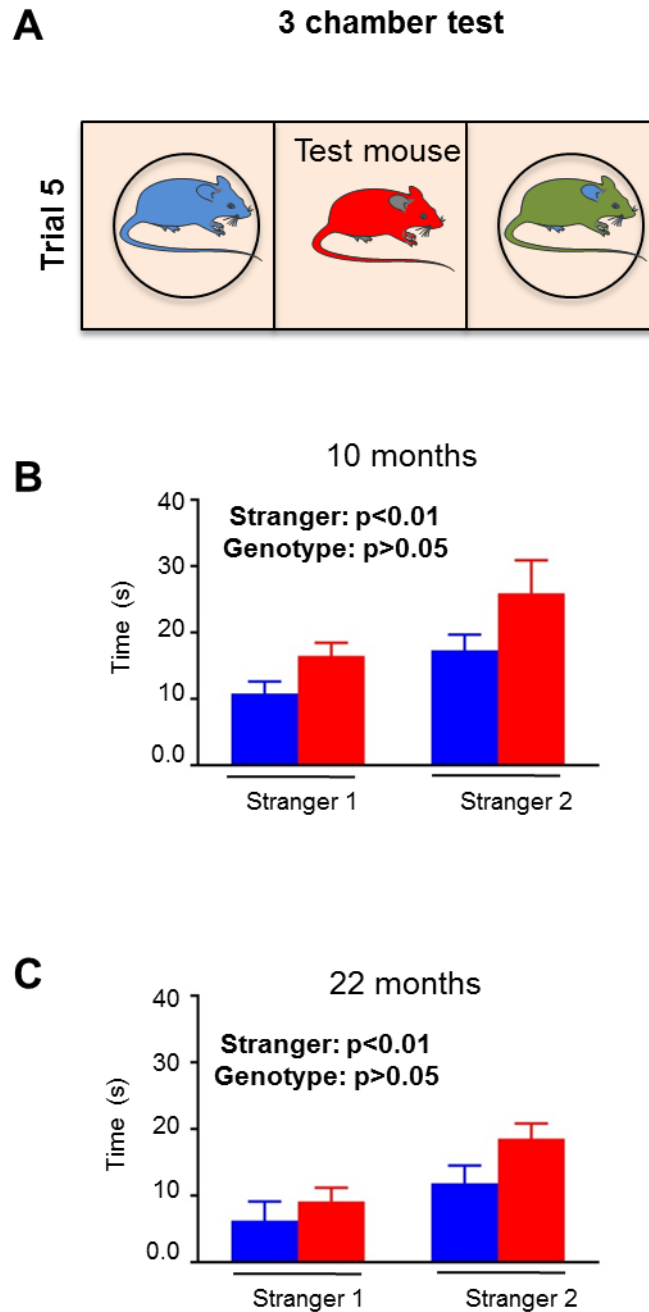 A
3 chamber test
Trial 5
Test mouse
B
10 months
Stranger: p<0.01
Genotype: p>0.05
Time (s)
40
30
20
10
0.0
Stranger 1
Stranger 2
C
22 months
Stranger: p<0.01
Genotype: p>0.05
Time (s)
40
30
20
10
0.0
Stranger 1
Stranger 2